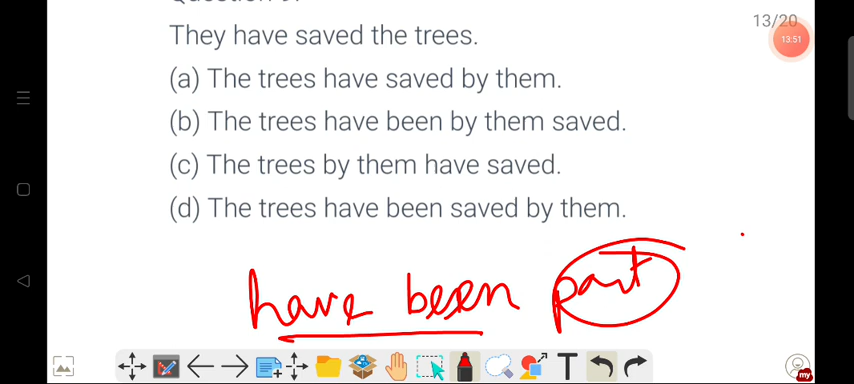 13/20
13:51
They have saved the trees.
(a) The trees have saved by them.
(b) The trees have been by them saved.
(c) The trees by them have saved.
(d) The trees have been saved by them.
have been part
T
my